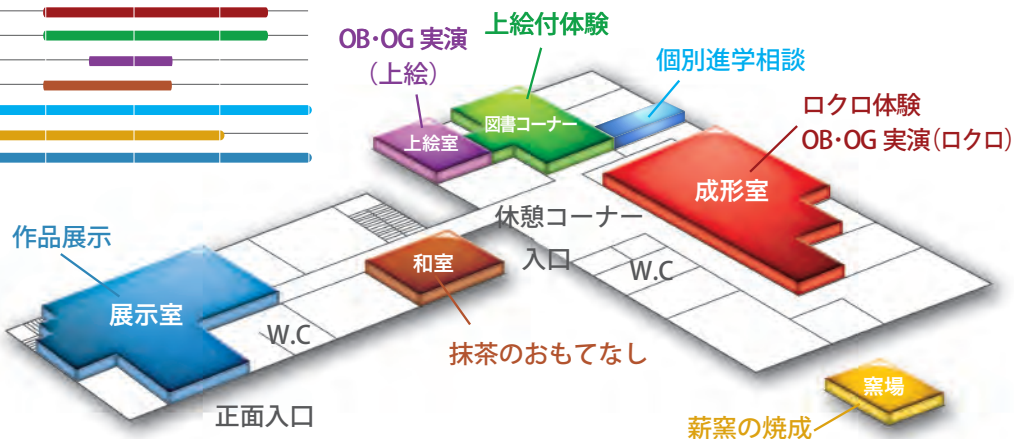 OB･OG 実演
（上絵）
上絵付体験
個別進学相談
ロクロ体験
OB･OG 実演（ロクロ）
図書コーナー
上絵室
成形室
休憩コーナー
入口
W.C
作品展示
和室
展示室
W.C
抹茶のおもてなし
正面入口
窯場
薪窯の焼成